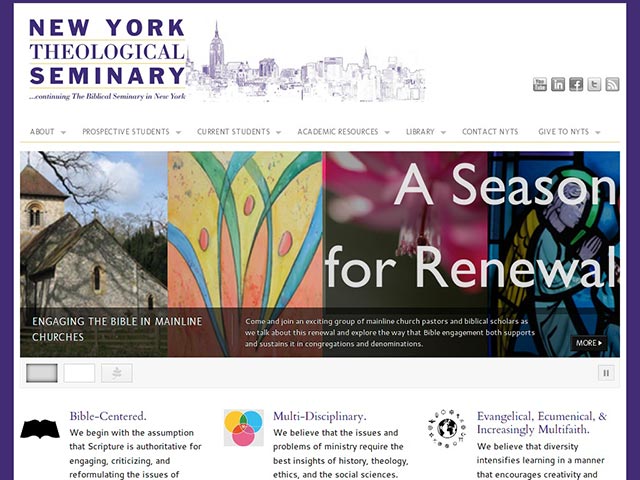 NEW YORK
THEOLOGICAL
SEMINARY
...continuing The Biblical Seminary in New York
You
Tube
in
f
t
ABOUT
PROSPECTIVE STUDENTS
CURRENT STUDENTS
ACADEMIC RESOURCES
LIBRARY
CONTACT NYTS
GIVE TO NYTS
A Season
for Renewal
ENGAGING THE BIBLE IN MAINLINE
CHURCHES
Come and join an exciting group of mainline church pastors and biblical scholars as
we talk about this renewal and explore the way that Bible engagement both supports
and sustains it in congregations and denominations.
MORE
Bible-Centered.
We begin with the assumption
that Scripture is authoritative for
engaging, criticizing, and
reformulating the issues of
Multi-Disciplinary.
We believe that the issues and
problems of ministry require the
best insights of history, theology,
ethics, and the social sciences.
Evangelical, Ecumenical, &
Increasingly Multifaith.
We believe that diversity
intensifies learning in a manner
that encourages creativity and